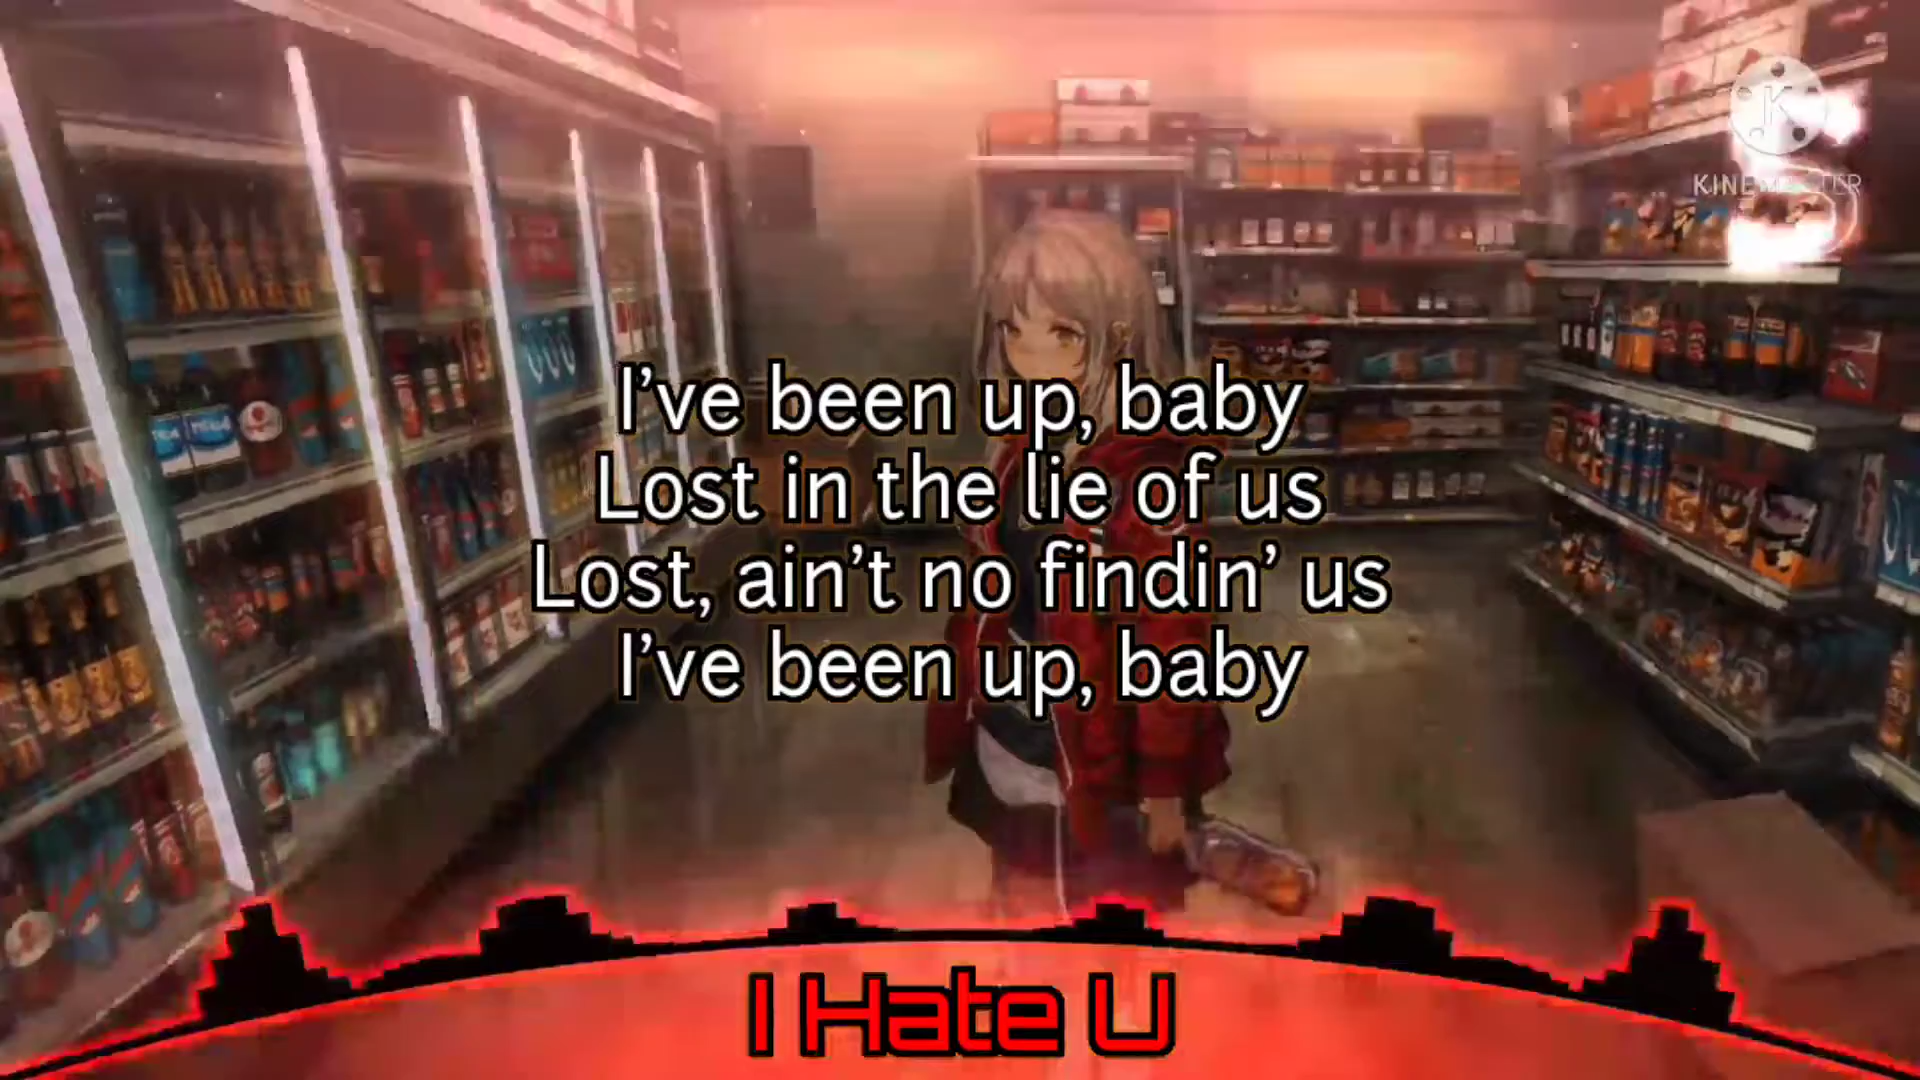 KINEMASTER
I've been up, baby
Lost in the lie of us
Lost, ain't no findin' us
I've been up, baby
I Hate U